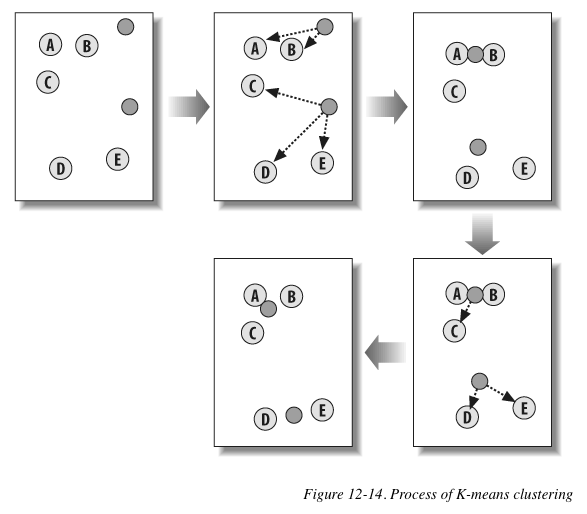 A B
C
D E
A B
C
D E
A B
C
D E
A B
C
D E
A B
C
D E
Figure 12-14. Process of K-means clustering